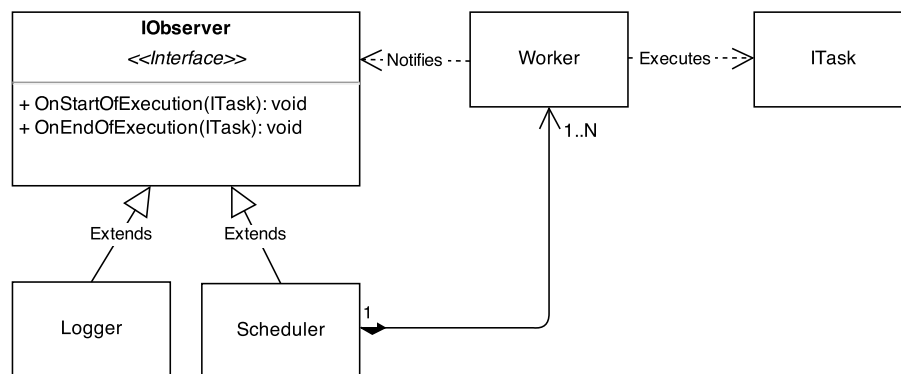 IObserver
<<Interface>>
+ OnStartOfExecution(ITask): void
+ OnEndOfExecution(ITask): void
Notifies
Worker
Executes
ITask
1..N
Extends
Extends
Logger
Scheduler
1